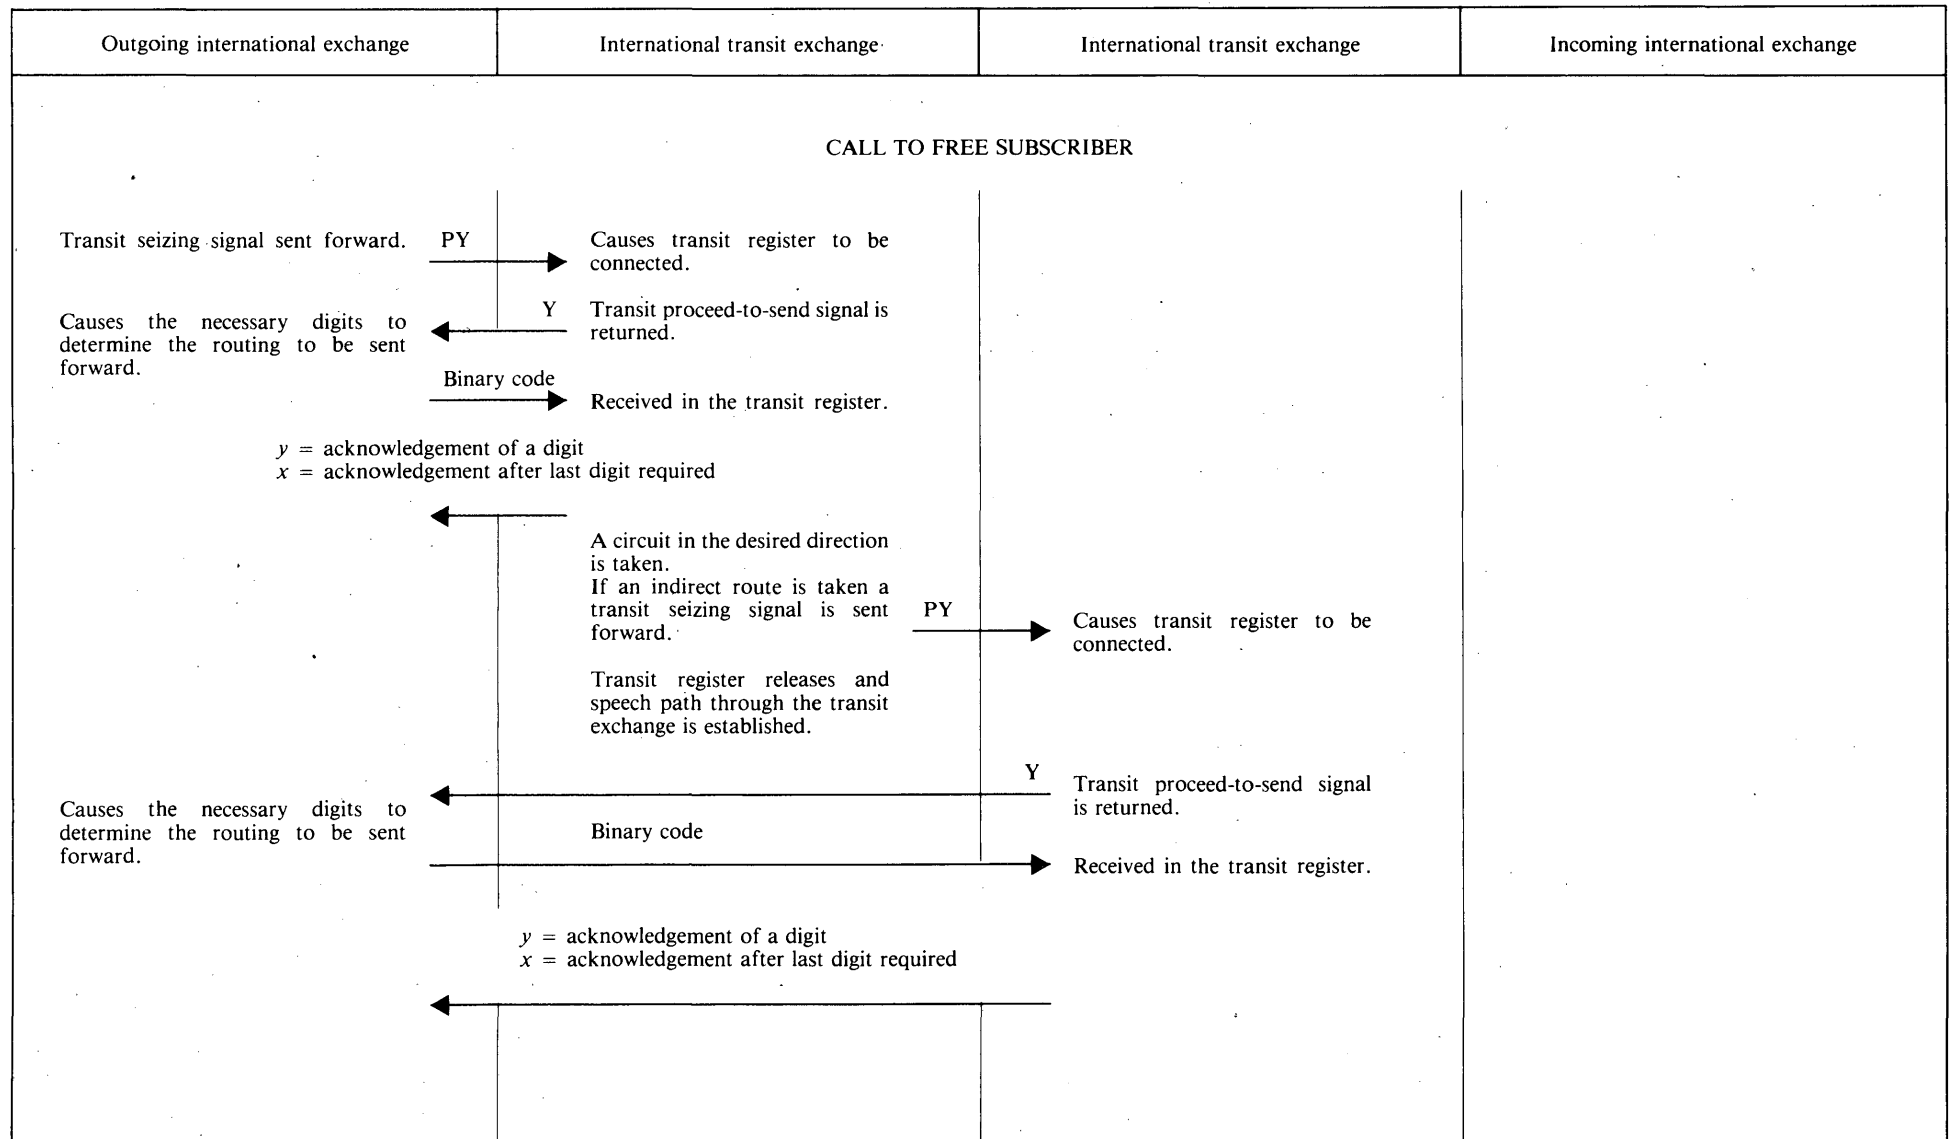 Outgoing international exchange
International transit exchange
International transit exchange
Incoming international exchange
CALL TO FREE SUBSCRIBER
Transit seizing signal sent forward.
PY
Causes transit register to be
connected.
Y
Transit proceed-to-send signal is
returned.
Causes the necessary digits to
determine the routing to be sent
forward.
Binary code
Received in the transit register.
y = acknowledgement of a digit
x = acknowledgement after last digit required
A circuit in the desired direction
is taken.
If an indirect route is taken a
transit seizing signal is sent
forward.
PY
Causes transit register to be
connected.
Transit register releases and
speech path through the transit
exchange is established.
Y
Transit proceed-to-send signal
is returned.
Causes the necessary digits to
determine the routing to be sent
forward.
Binary code
Received in the transit register.
y = acknowledgement of a digit
x = acknowledgement after last digit required